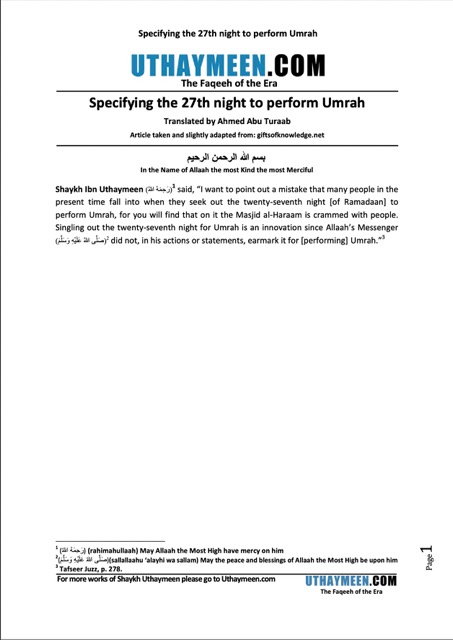 Specifying the 27th night to perform Umrah
UTHAYMEEN.COM
The Faqeeh of the Era
Specifying the 27th night to perform Umrah
Translated by Ahmed Abu Turaab
Article taken and slightly adapted from: giftsofknowledge.net
بسم الله الرحمن الرحيم
In the Name of Allaah the most Kind the most Merciful
Shaykh Ibn Uthaymeen (رَحِمَهُ اللهُ)³ said, “I want to point out a mistake that many people in the
present time fall into when they seek out the twenty-seventh night [of Ramadaan] to
perform Umrah, for you will find that on it the Masjid al-Haraam is crammed with people.
Singling out the twenty-seventh night for Umrah is an innovation since Allaah’s Messenger
(صَلَّى اللهُ عَلَيْهِ وَسَلَّمَ)² did not, in his actions or statements, earmark it for [performing] Umrah.”³
¹ (رَحِمَهُ اللهُ) (rahimahullaah) May Allaah the Most High have mercy on him
²(صَلَّى اللهُ عَلَيْهِ وَسَلَّمَ)(sallallaahu ‘alayhi wa sallam) May the peace and blessings of Allaah the Most High be upon him
³ Tafseer Juzz, p. 278.
For more works of Shaykh Uthaymeen please go to Uthaymeen.com
UTHAYMEEN.COM
The Faqeeh of the Era
Page 1